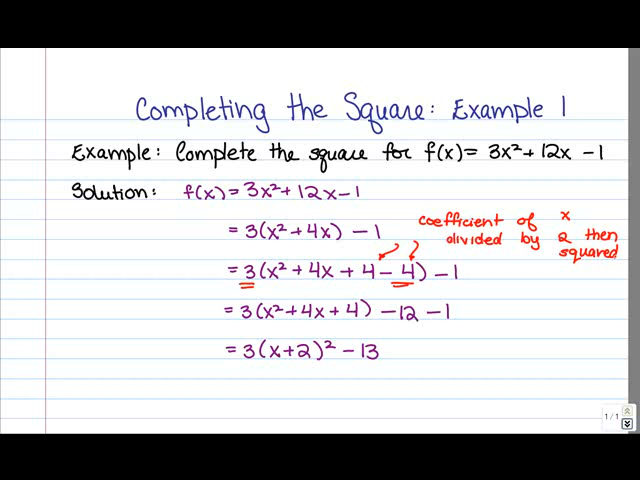 Completing the Square: Example 1
Example: Complete the square for f(x) = 3x² + 12x - 1
Solution: f(x) = 3x² + 12x - 1
= 3(x² + 4x) - 1
coefficient of x
divided by 2 then
squared
= 3(x² + 4x + 4 - 4) - 1
= 3(x² + 4x + 4) - 12 - 1
= 3(x+2)² - 13
1/1